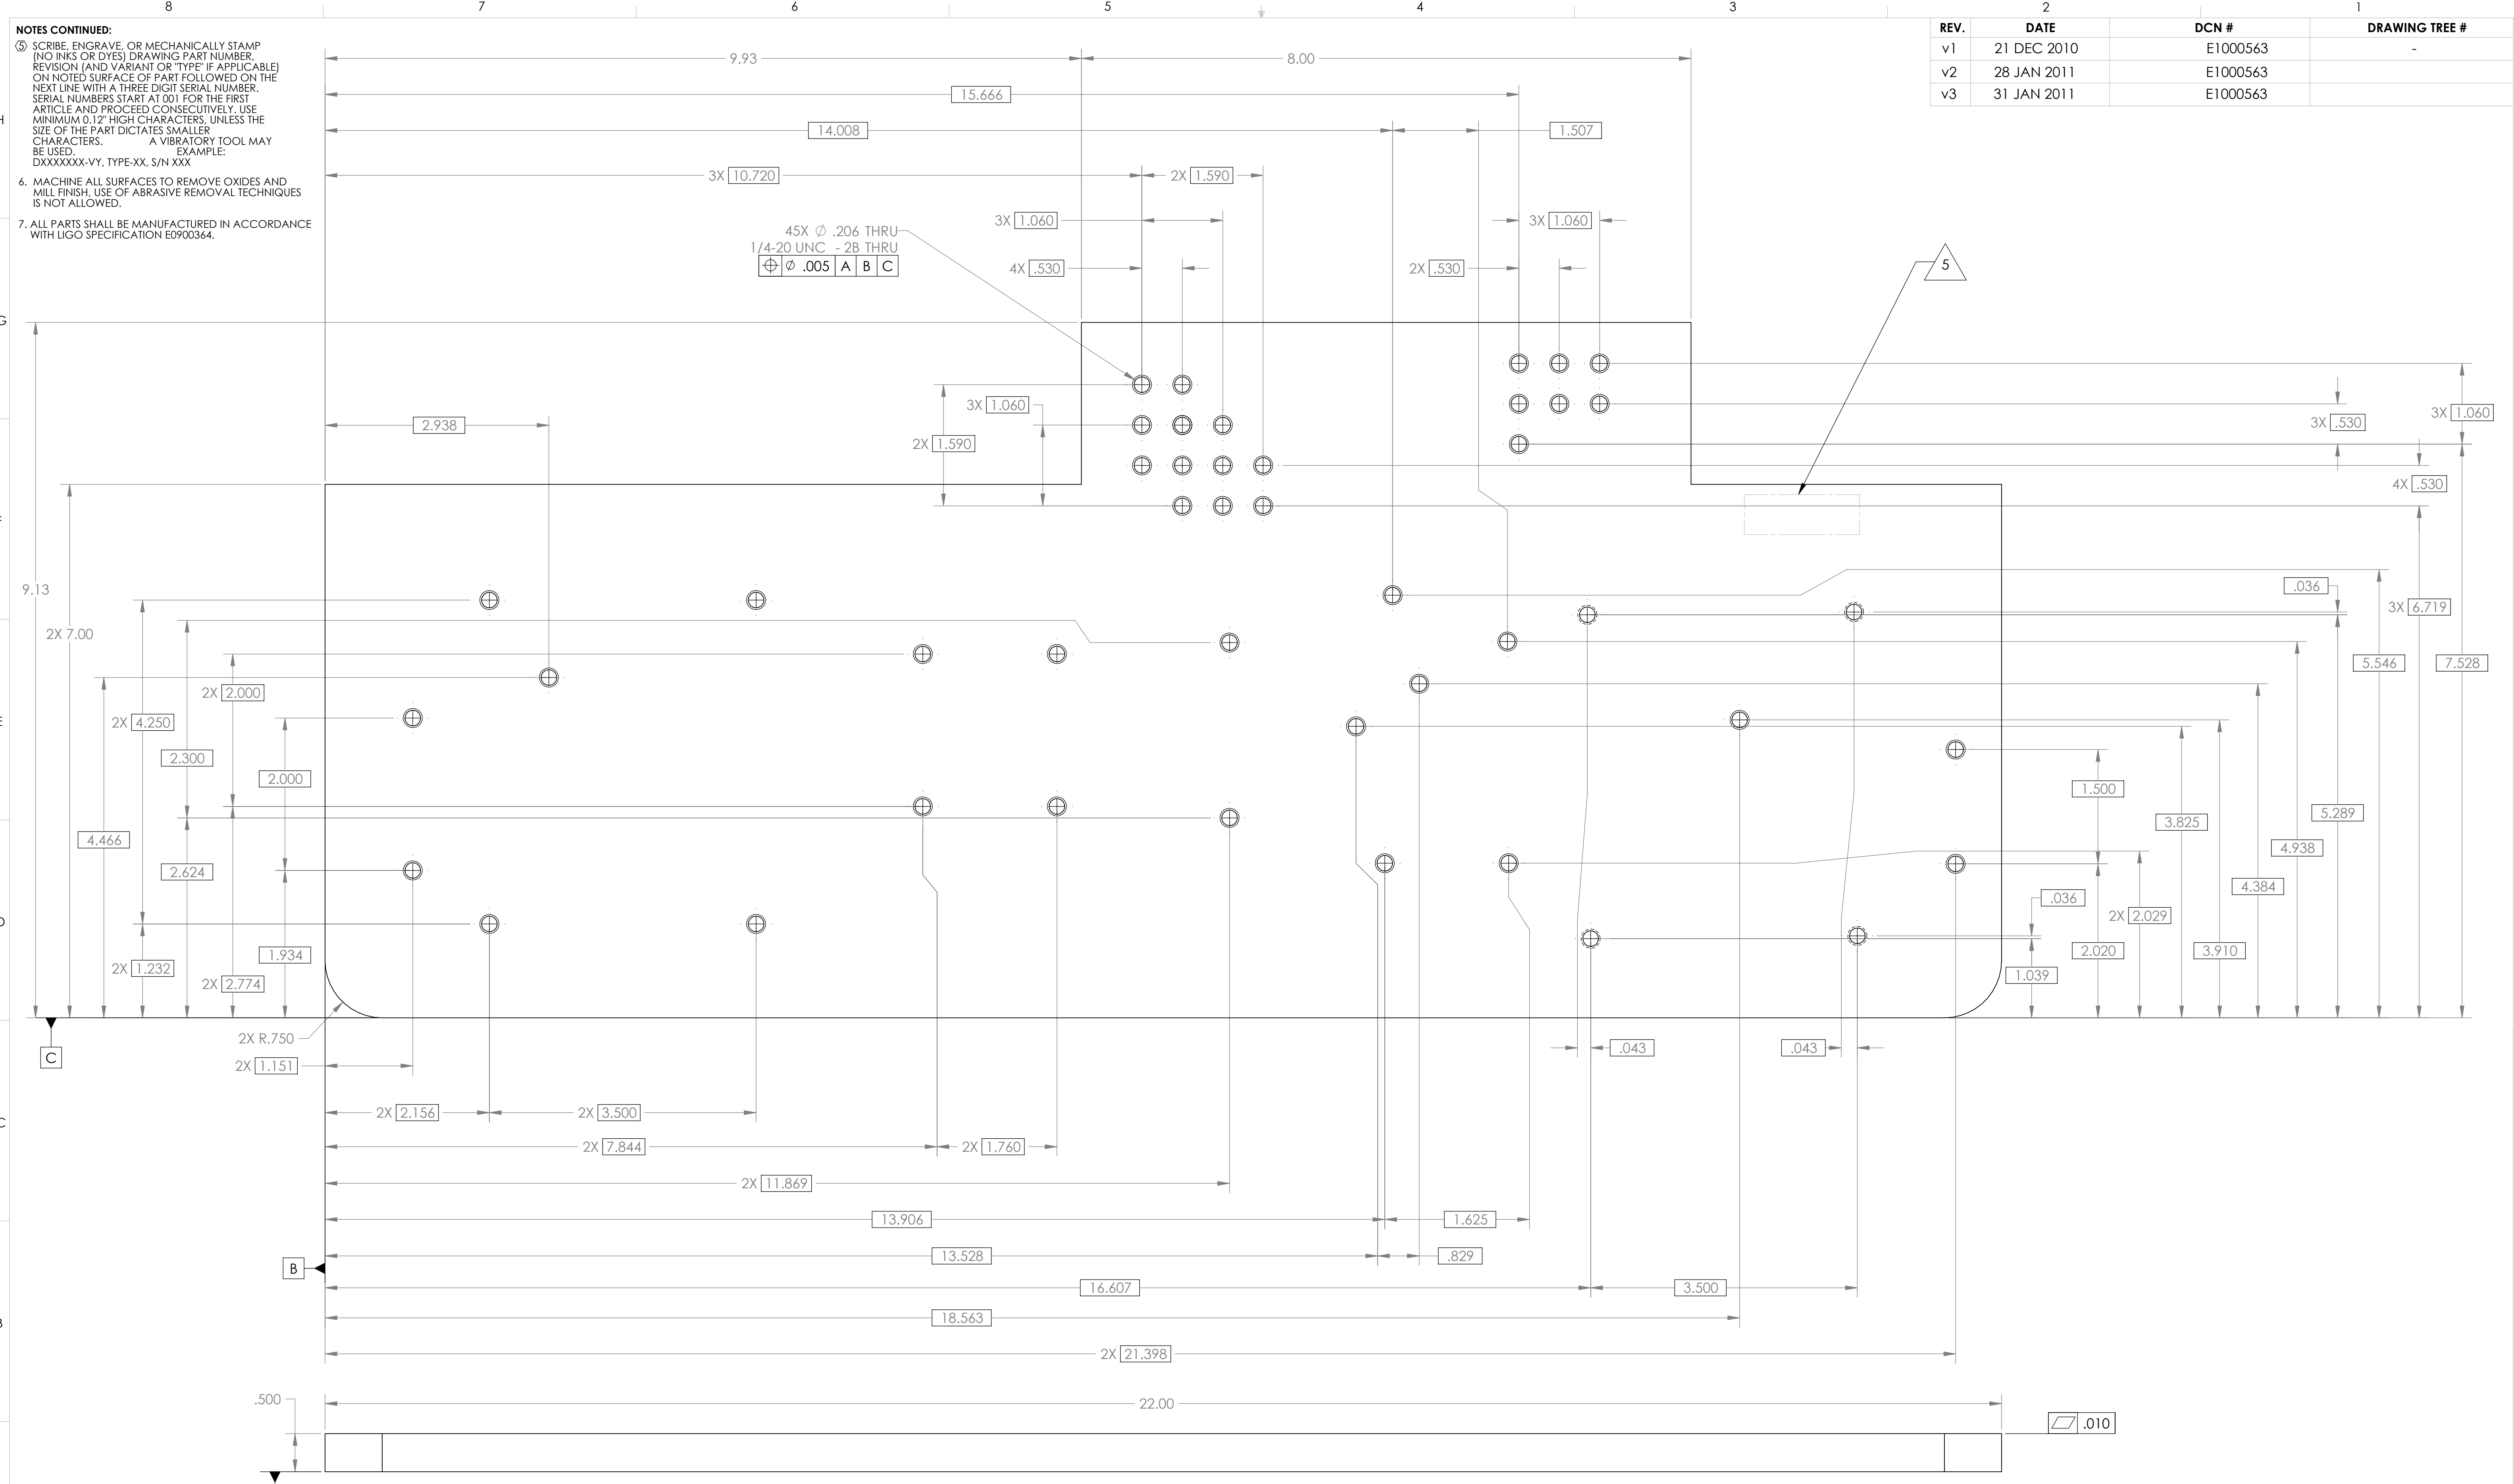 8 7 6 5 4 3 2 1
NOTES CONTINUED:
5 SCRIBE, ENGRAVE, OR MECHANICALLY STAMP
(NO INKS OR DYES) DRAWING PART NUMBER,
REVISION (AND VARIANT OR "TYPE" IF APPLICABLE)
ON NOTED SURFACE OF PART FOLLOWED ON THE
NEXT LINE WITH A THREE DIGIT SERIAL NUMBER.
SERIAL NUMBERS START AT 001 FOR THE FIRST
ARTICLE AND PROCEED CONSECUTIVELY. USE
MINIMUM 0.12" HIGH CHARACTERS, UNLESS THE
SIZE OF THE PART DICTATES SMALLER
CHARACTERS. A VIBRATORY TOOL MAY
BE USED. EXAMPLE:
DXXXXXXX-VY, TYPE-XX, S/N XXX
6. MACHINE ALL SURFACES TO REMOVE OXIDES AND
MILL FINISH, USE OF ABRASIVE REMOVAL TECHNIQUES
IS NOT ALLOWED.
7. ALL PARTS SHALL BE MANUFACTURED IN ACCORDANCE
WITH LIGO SPECIFICATION E0900364.
REV. DATE DCN # DRAWING TREE #
v1 21 DEC 2010 E1000563 -
v2 28 JAN 2011 E1000563
v3 31 JAN 2011 E1000563
9.93 8.00
15.666
14.008 1.507
3X 10.720 2X 1.590
3X 1.060 3X 1.060
45X Ø .206 THRU
1/4-20 UNC - 2B THRU
⌖ Ø .005 A B C
4X .530 2X .530
5
H
G
F
E
D
C
B
2.938
3X 1.060
2X 1.590
3X 1.060
3X .530
4X .530
9.13
2X 7.00
.036
3X 6.719
5.546 7.528
2X 2.000
2X 4.250
2.300
2.000
1.500
5.289
3.825
4.466
4.938
2.624
4.384
.036
2X 2.029
1.934
2.020 3.910
2X 1.232
1.039
2X 2.774
2X R.750
C
2X 1.151
.043 .043
2X 2.156 2X 3.500
2X 7.844 2X 1.760
2X 11.869
13.906 1.625
13.528 .829
B
16.607 3.500
18.563
2X 21.398
.500 22.00
⏥ .010